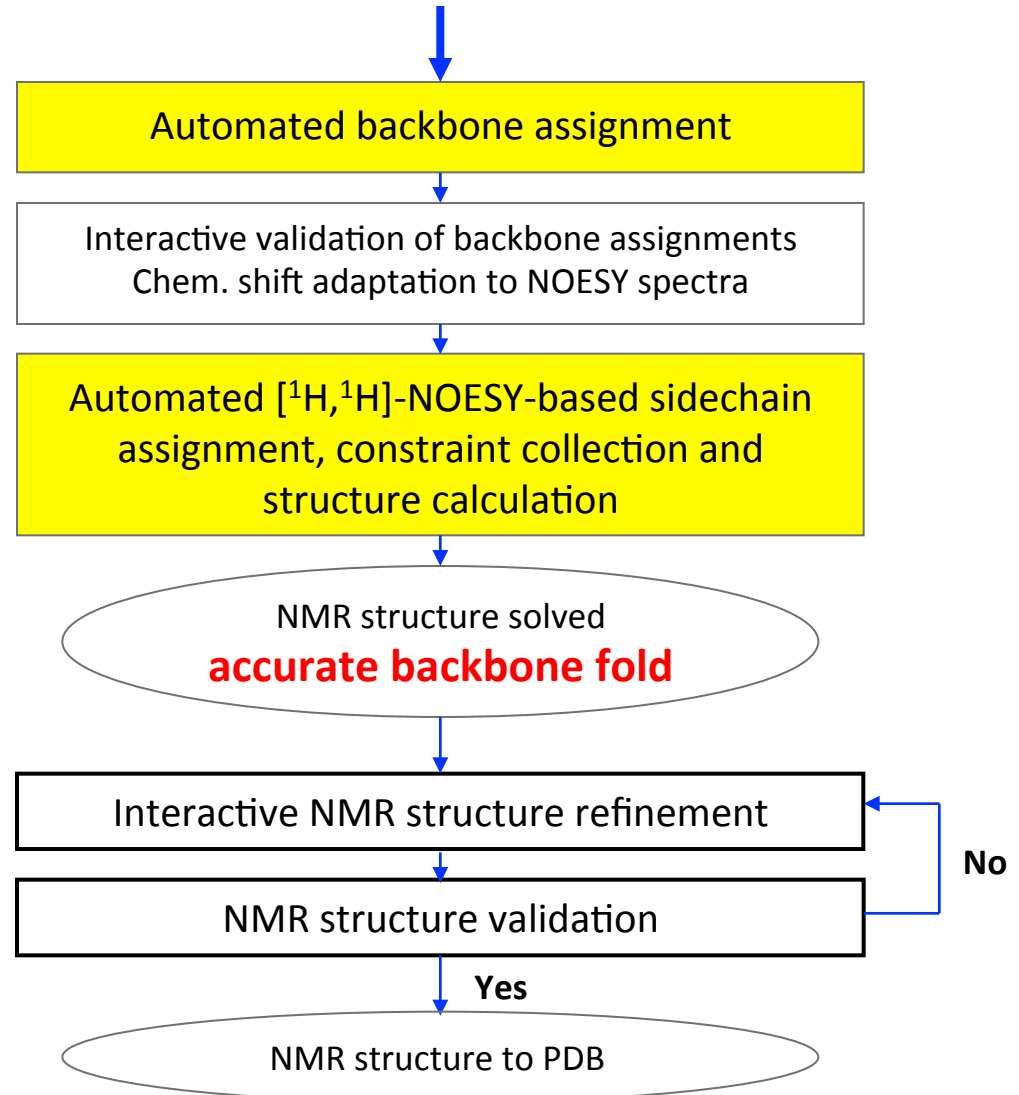 Automated backbone assignment
Interactive validation of backbone assignments
Chem. shift adaptation to NOESY spectra
Automated [¹H,¹H]-NOESY-based sidechain
assignment, constraint collection and
structure calculation
NMR structure solved
accurate backbone fold
Interactive NMR structure refinement
No
NMR structure validation
Yes
NMR structure to PDB